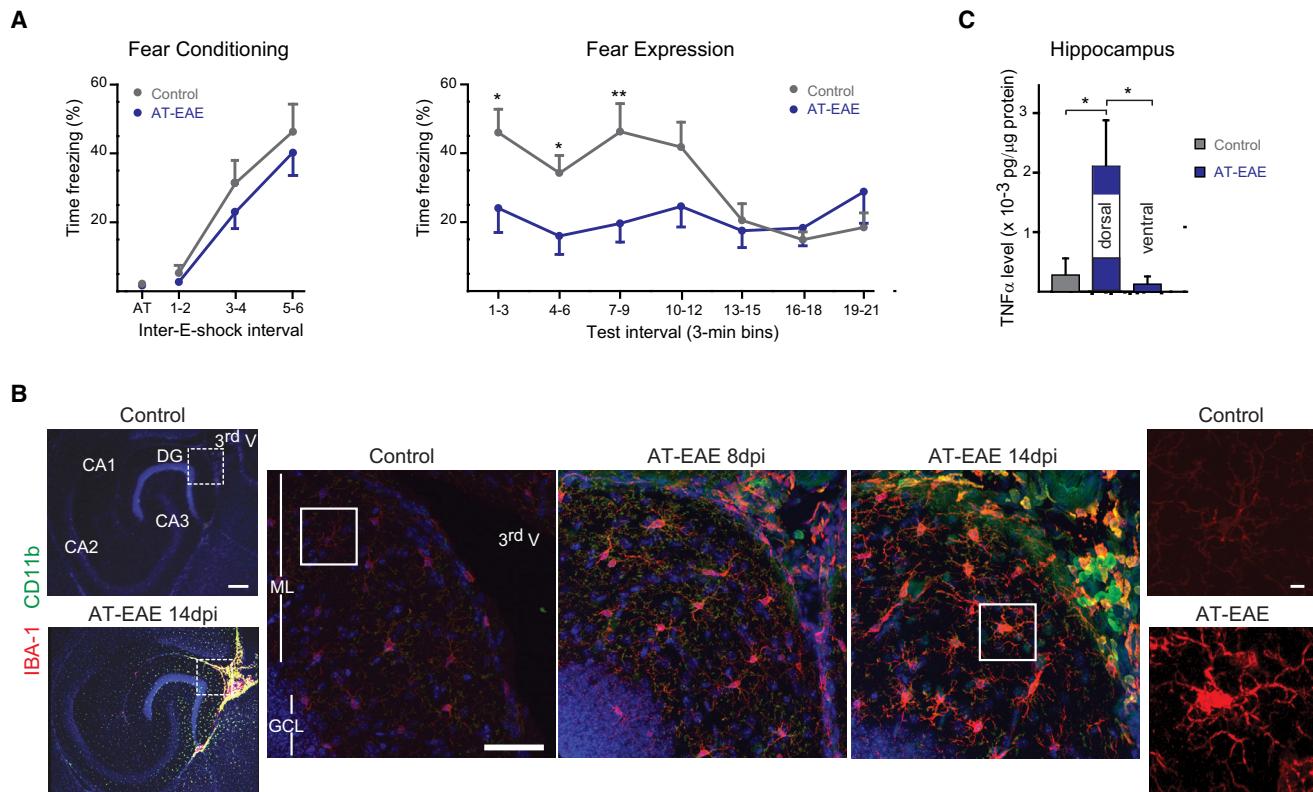 A
Fear Conditioning
60
40
20
Time freezing (%)
Control
AT-EAE
AT 1-2 3-4 5-6
Inter-E-shock interval
Fear Expression
60
40
20
Time freezing (%)
* * **
Control
AT-EAE
1-3 4-6 7-9 10-12 13-15 16-18 19-21
Test interval (3-min bins)
C
Hippocampus
3
2
1
TNFα level (x 10-3 pg/µg protein)
* *
dorsal
ventral
Control
AT-EAE
B
IBA-1 CD11b
Control
3rd V
CA1 DG
CA3
CA2
AT-EAE 14dpi
Control
3rd V
ML
GCL
AT-EAE 8dpi
AT-EAE 14dpi
Control
AT-EAE